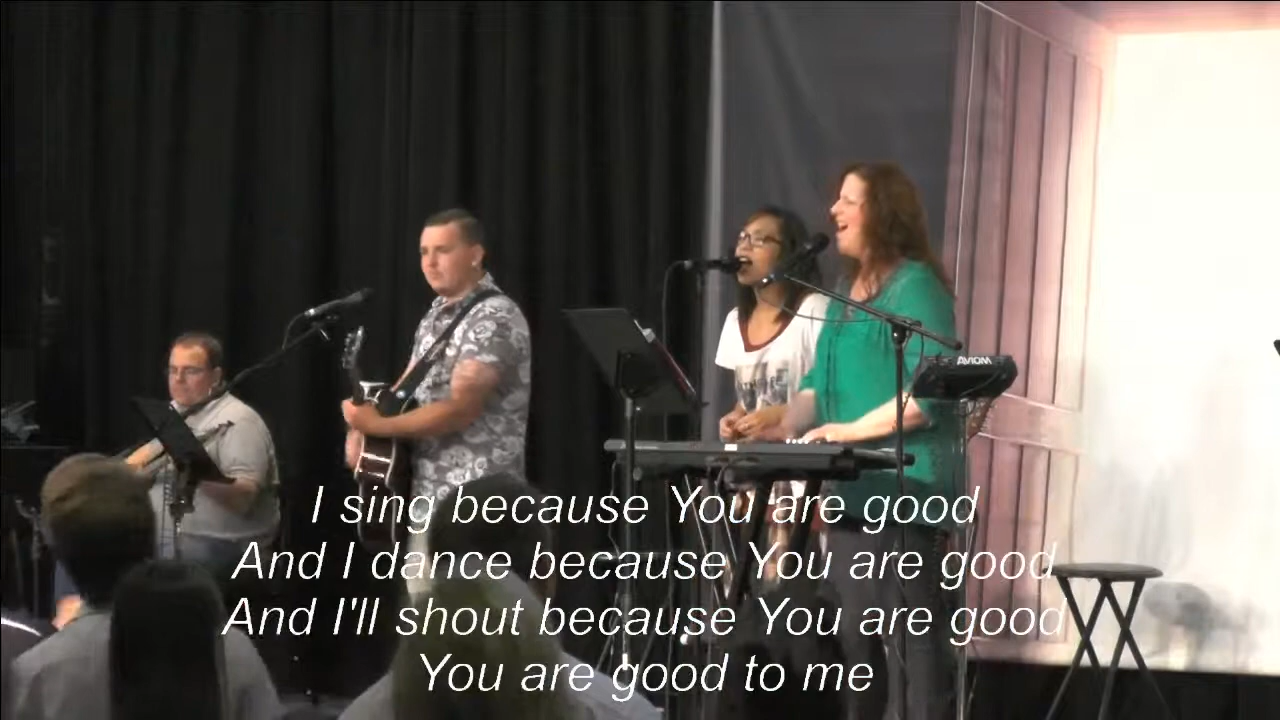 AVIOM
I sing because You are good
And I dance because You are good
And I'll shout because You are good
You are good to me